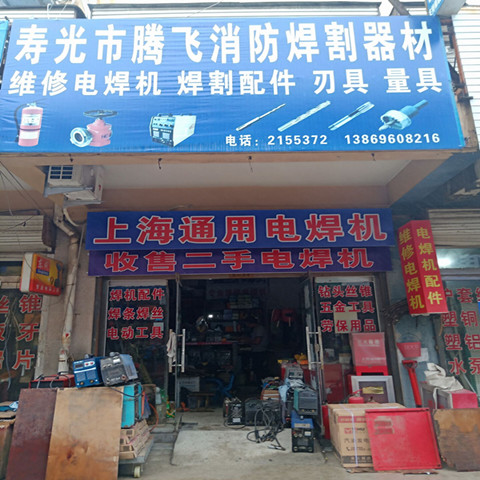 寿光市腾飞消防焊割器材
维修电焊机 焊割配件 刃具 量具
电话：2155372 13869608216
上海通用电焊机
收售二手电焊机
焊机配件
焊条焊丝
电动工具
钻头丝锥
五金工具
劳保用品
电焊机配件
维修电焊机